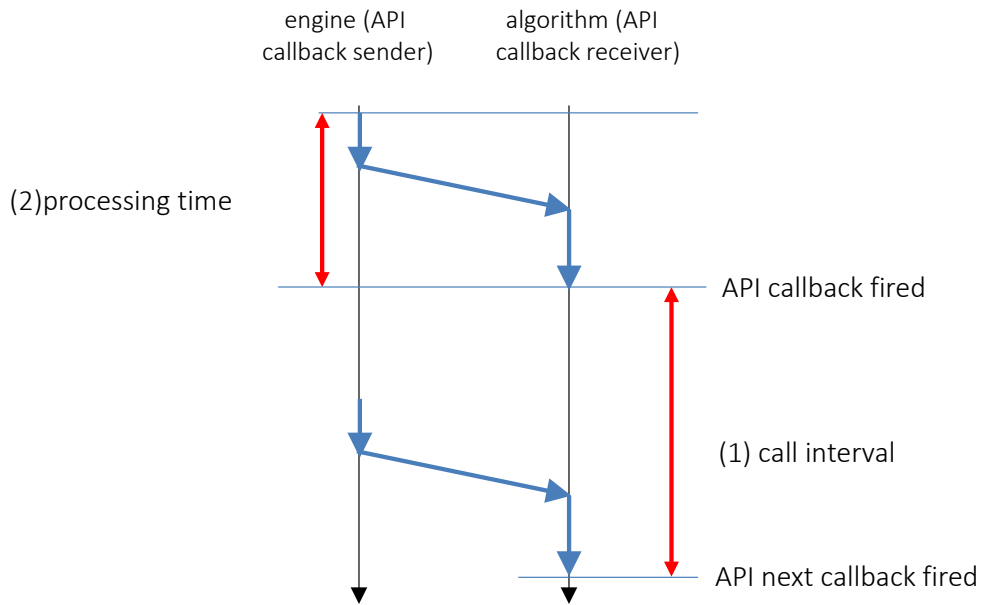 engine (API
callback sender)
algorithm (API
callback receiver)
(2)processing time
API callback fired
(1) call interval
API next callback fired